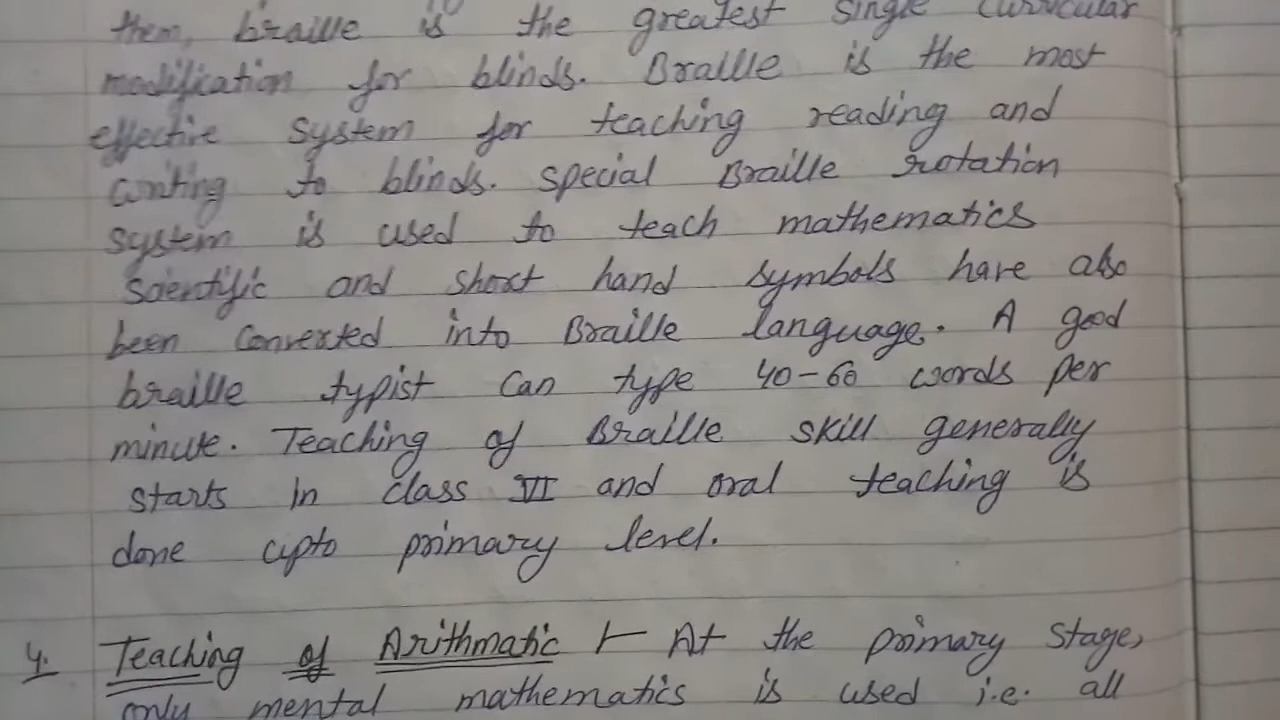 them, braille is the greatest single curricular
modification for blinds. Braille is the most
effective system for teaching reading and
writing to blinds. special Braille rotation
system is used to teach mathematics
scientific and short hand symbols have also
been converted into Braille language. A good
braille typist can type 40-60 words per
minute. Teaching of Braille skill generally
starts in class VI and oral teaching is
done upto primary level.
4. Teaching of Arithmatic :- At the primary stage,
only mental mathematics is used i.e. all